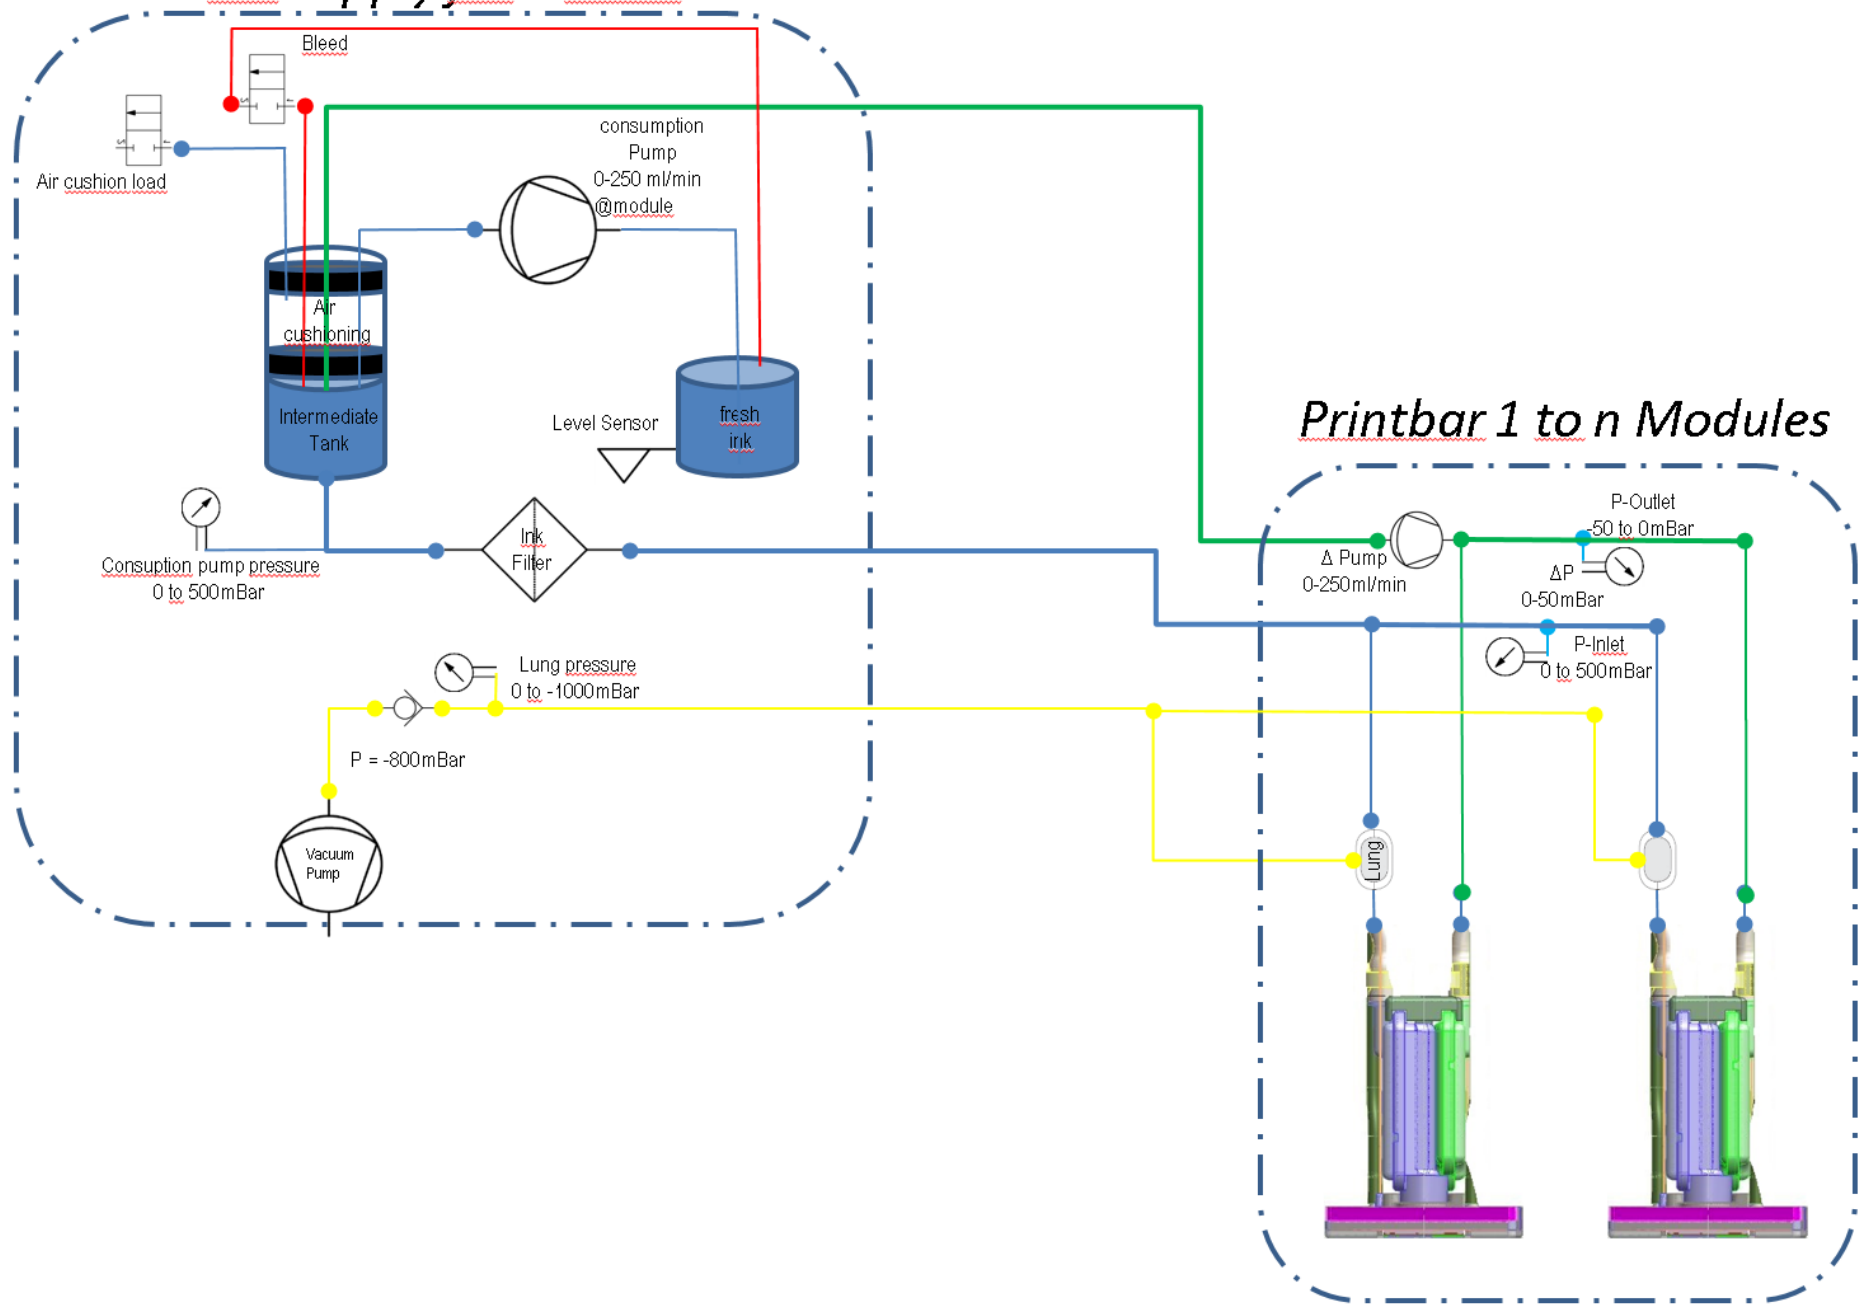 Bleed
consumption
Pump
0-250 ml/min
@module
Air cushion load
Air
cushioning
Intermediate
Tank
Level Sensor
fresh
ink
Printbar 1 to n Modules
P-Outlet
-50 to 0mBar
Δ Pump
0-250ml/min
ΔP
0-50mBar
Ink
Filter
Consuption pump pressure
0 to 500mBar
P-Inlet
0 to 500mBar
Lung pressure
0 to -1000mBar
P = -800mBar
Vacuum
Pump
Lung